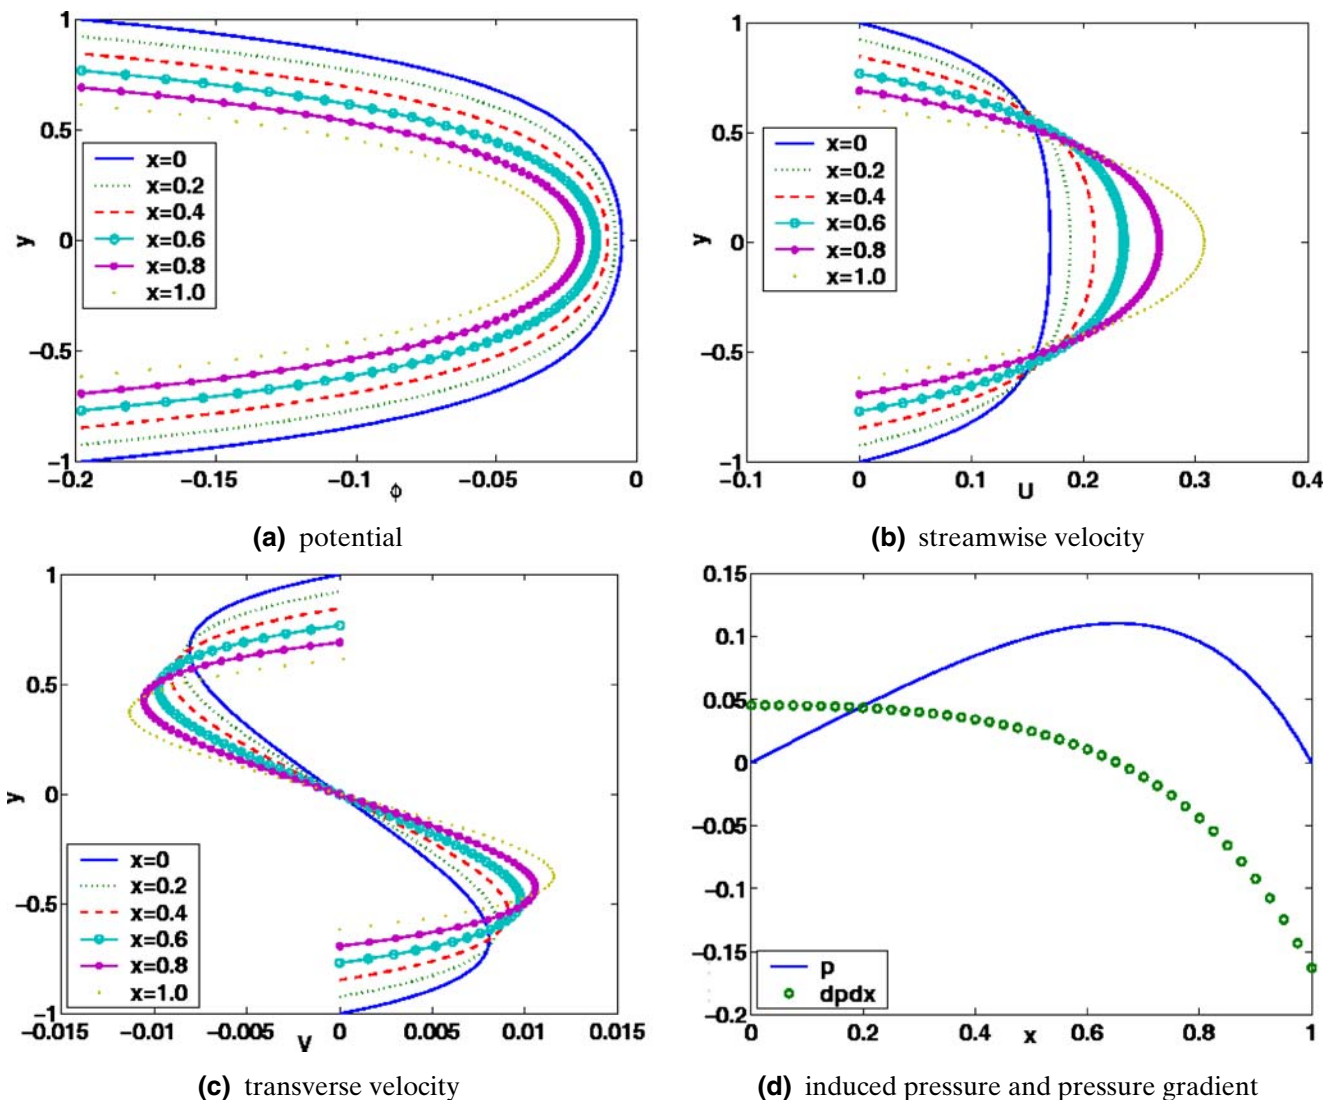 1
0.5
0
−0.5
−1
y
x=0
x=0.2
x=0.4
x=0.6
x=0.8
x=1.0
−0.2
−0.15
−0.1
−0.05
0
ϕ
(a) potential
1
0.5
0
−0.5
−1
y
x=0
x=0.2
x=0.4
x=0.6
x=0.8
x=1.0
−0.1
0
0.1
0.2
0.3
0.4
U
(b) streamwise velocity
1
0.5
0
−0.5
−1
y
x=0
x=0.2
x=0.4
x=0.6
x=0.8
x=1.0
−0.015
−0.01
−0.005
0
0.005
0.01
0.015
V
(c) transverse velocity
0.15
0.1
0.05
0
−0.05
−0.1
−0.15
−0.2
p
dpdx
0
0.2
0.4
0.6
0.8
1
x
(d) induced pressure and pressure gradient